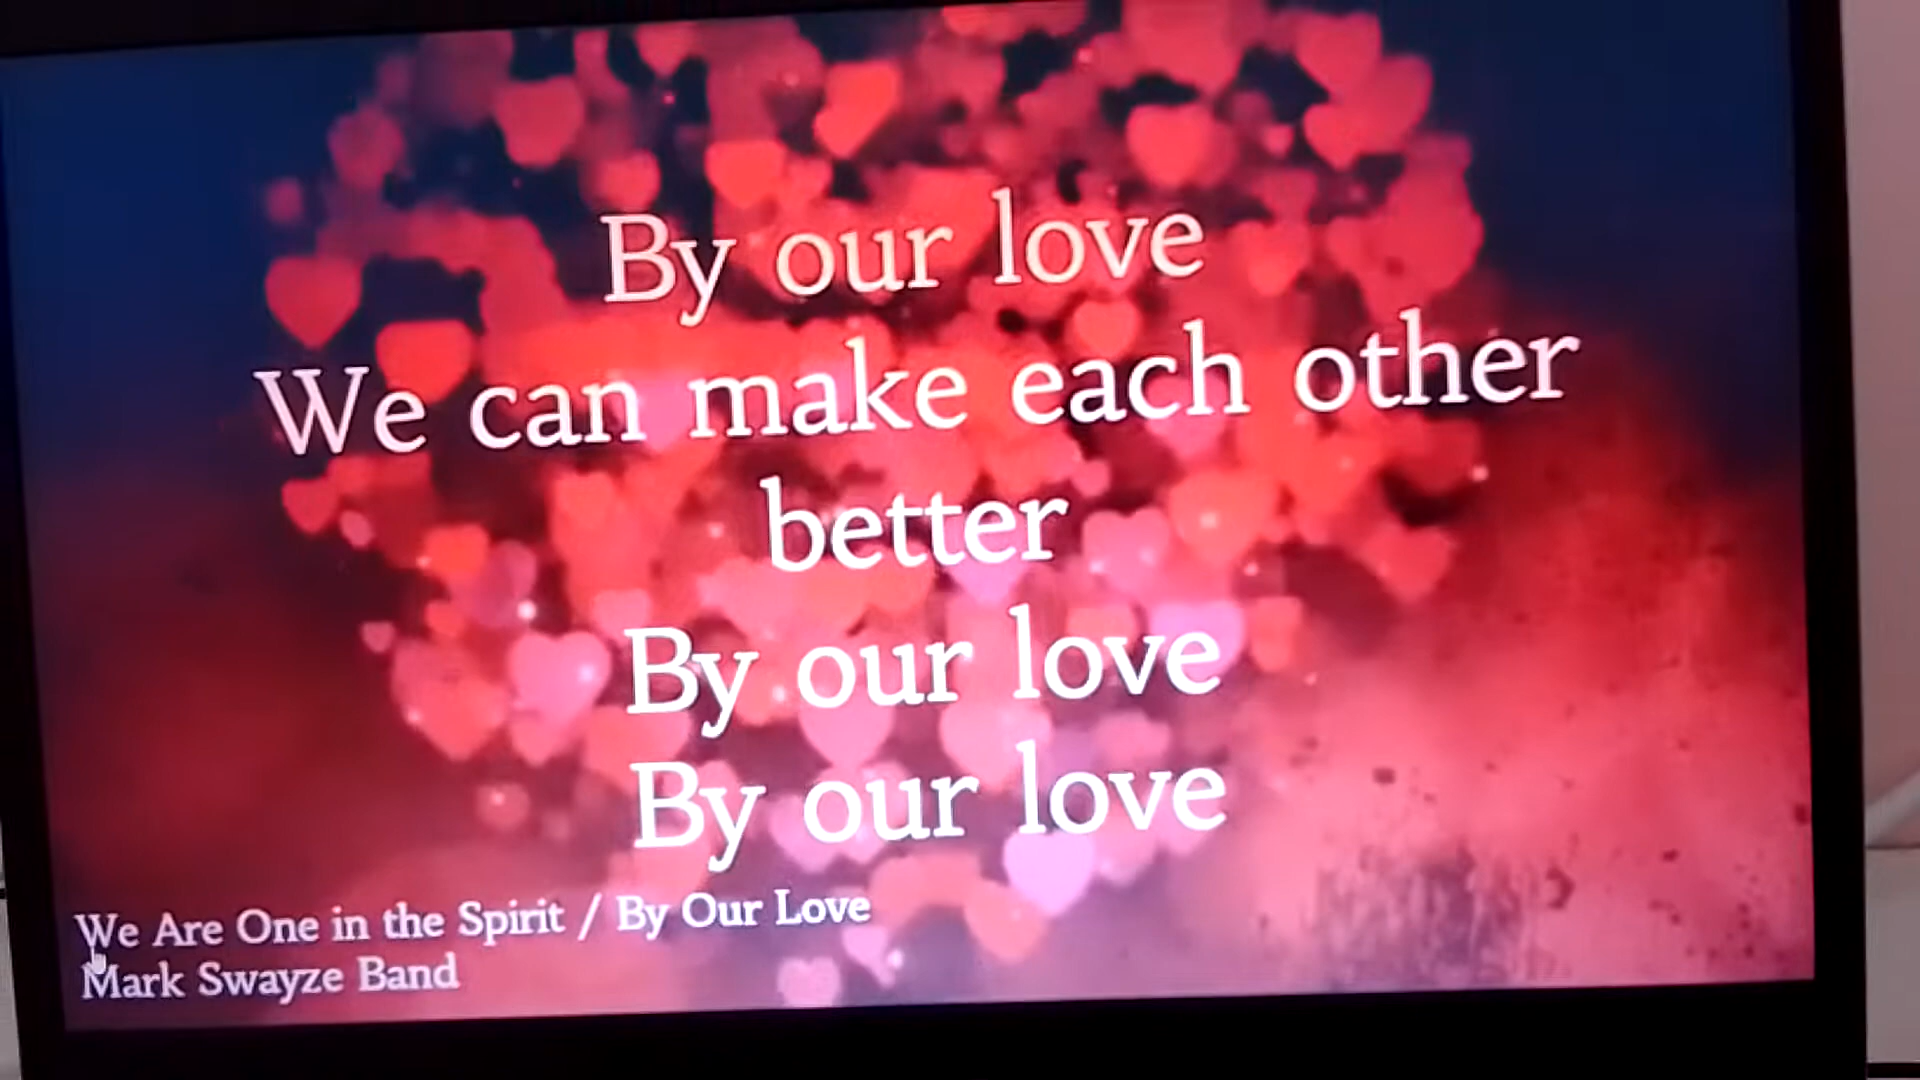 By our love
We can make each other
better
By our love
By our love
We Are One in the Spirit / By Our Love
Mark Swayze Band